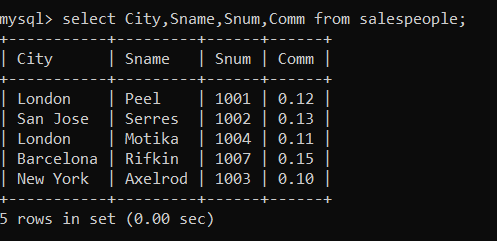 mysql> select City,Sname,Snum,Comm from salespeople;
+-----------+---------+------+------+
| City      | Sname   | Snum | Comm |
+-----------+---------+------+------+
| London    | Peel    | 1001 | 0.12 |
| San Jose  | Serres  | 1002 | 0.13 |
| London    | Motika  | 1004 | 0.11 |
| Barcelona | Rifkin  | 1007 | 0.15 |
| New York  | Axelrod | 1003 | 0.10 |
+-----------+---------+------+------+
5 rows in set (0.00 sec)